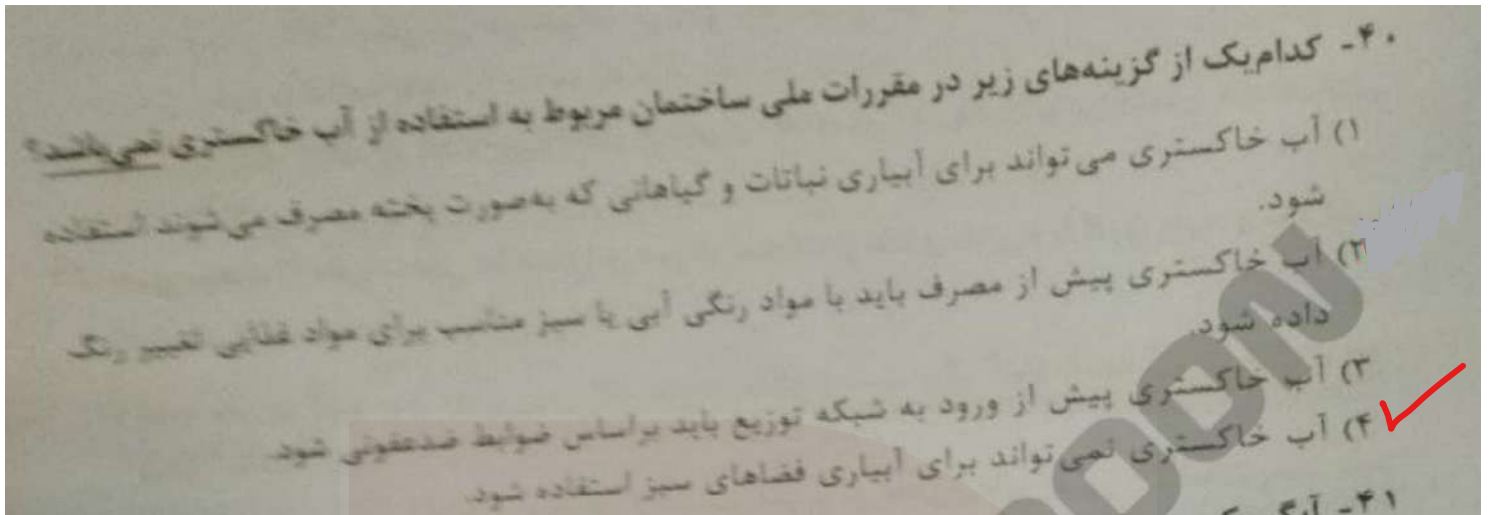 ۴۰- کدام‌یک از گزینه‌های زیر در مقررات ملی ساختمان مربوط به استفاده از آب خاکستری نمی‌باشد؟
۱) آب خاکستری می‌تواند برای آبیاری نباتات و گیاهانی که به‌صورت پخته مصرف می‌شوند استفاده
شود.
۲) آب خاکستری پیش از مصرف باید با مواد رنگی آبی یا سبز مناسب برای مواد غذایی تغییر رنگ
داده شود.
۳) آب خاکستری پیش از ورود به شبکه توزیع باید براساس ضوابط ضدعفونی شود.
۴) آب خاکستری نمی‌تواند برای آبیاری فضاهای سبز استفاده شود.
۴۱-